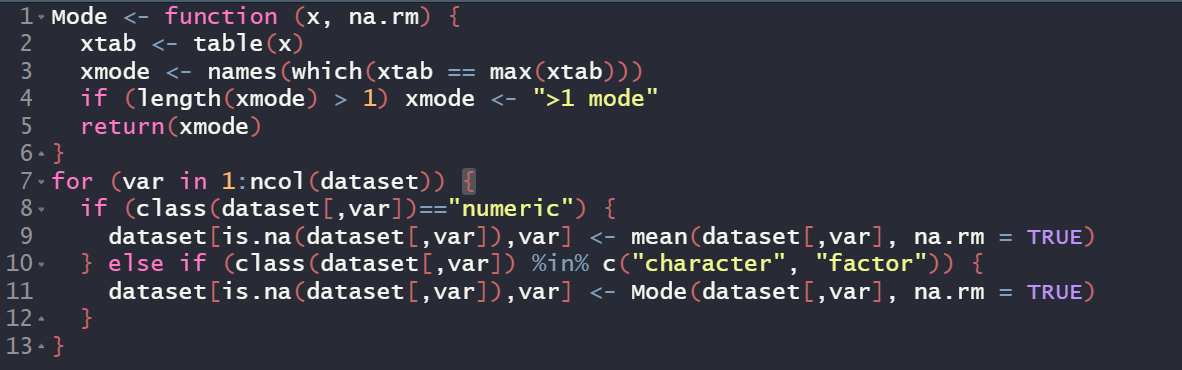 1 Mode <- function (x, na.rm) {
2   xtab <- table(x)
3   xmode <- names(which(xtab == max(xtab)))
4   if (length(xmode) > 1) xmode <- ">1 mode"
5   return(xmode)
6 }
7 for (var in 1:ncol(dataset)) {
8   if (class(dataset[,var])=="numeric") {
9     dataset[is.na(dataset[,var]),var] <- mean(dataset[,var], na.rm = TRUE)
10   } else if (class(dataset[,var]) %in% c("character", "factor")) {
11     dataset[is.na(dataset[,var]),var] <- Mode(dataset[,var], na.rm = TRUE)
12   }
13 }